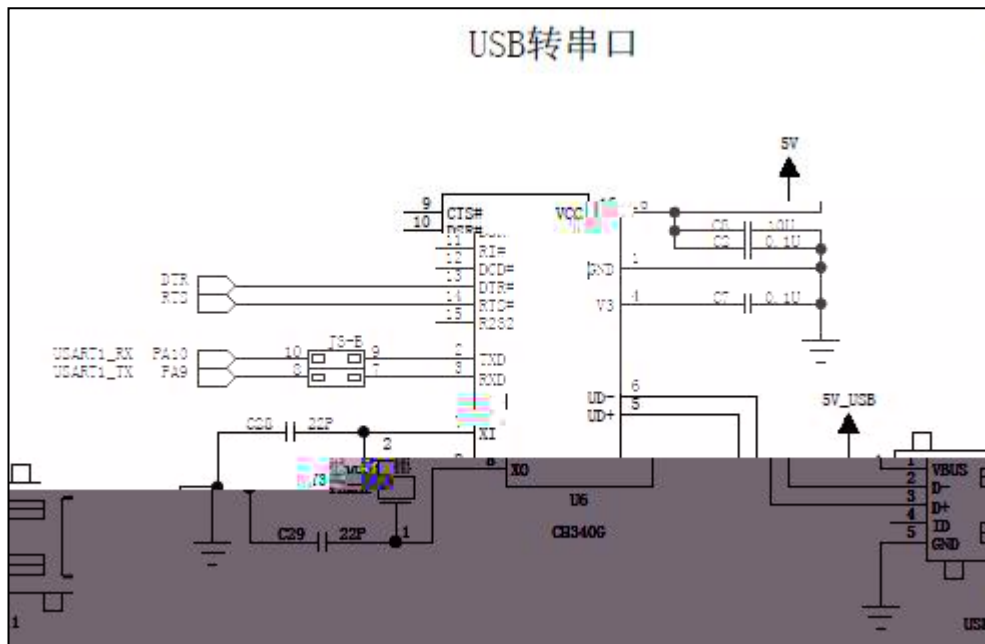 USB转串口
5V
9 CTS#
10 DSR#
11 RI#
12 DCD#
13 DTR#
14 RTS#
15 R232
VCC
C2 0.1U
1 GND
4 V3 C7 0.1U
DTR
RTS
USART1_RX PA10 10 9 2 TXD
USART1_TX PA9 8 7 3 RXD
6 UD-
5 UD+
5V_USB
22P
XI
2
8 XO
U6
CH340G
C29 22P
1
1 VBUS
2 D-
3 D+
4 ID
5 GND
1